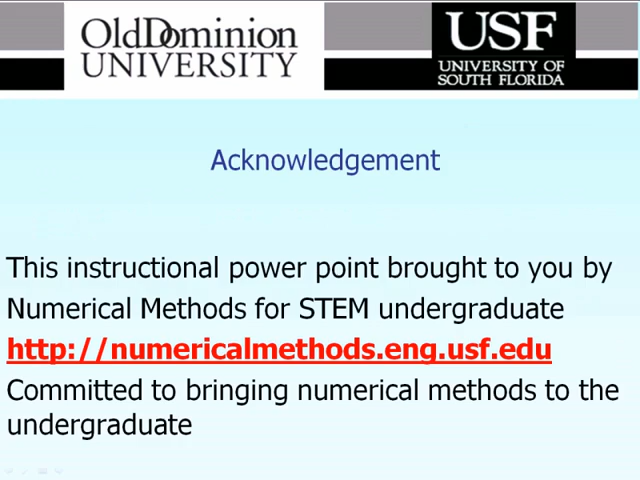 OldDominion
UNIVERSITY
USF
UNIVERSITY OF
SOUTH FLORIDA
Acknowledgement
This instructional power point brought to you by
Numerical Methods for STEM undergraduate
http://numericalmethods.eng.usf.edu
Committed to bringing numerical methods to the
undergraduate